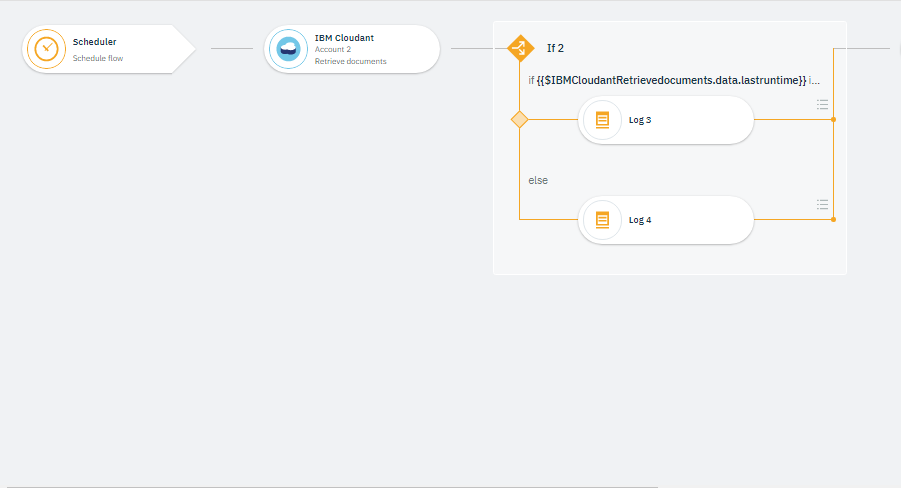 Scheduler
Schedule flow
IBM Cloudant
Account 2
Retrieve documents
If 2
if {{$IBMCloudantRetrievedocuments.data.lastruntime}} i...
Log 3
else
Log 4